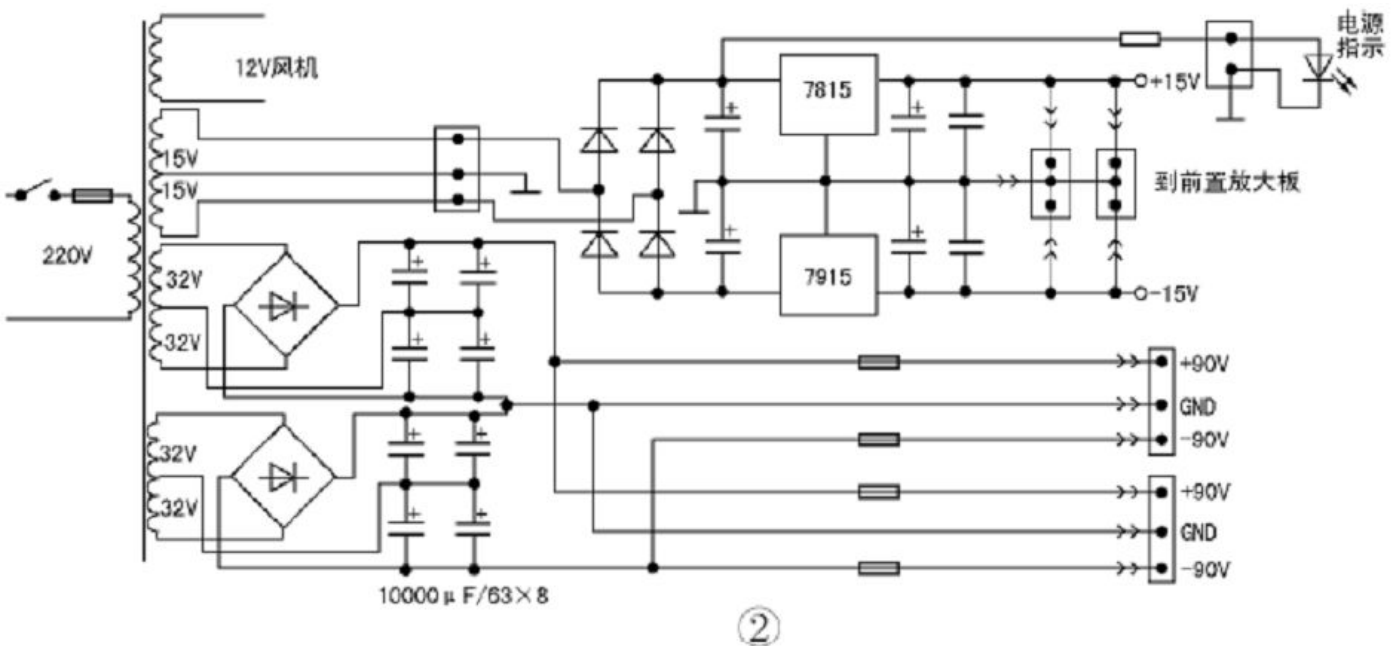 电源
指示
12V风机
7815
+15V
15V
15V
到前置放大板
220V
7915
-15V
32V
32V
+90V
GND
-90V
32V
32V
+90V
GND
-90V
10000μF/63×8
②